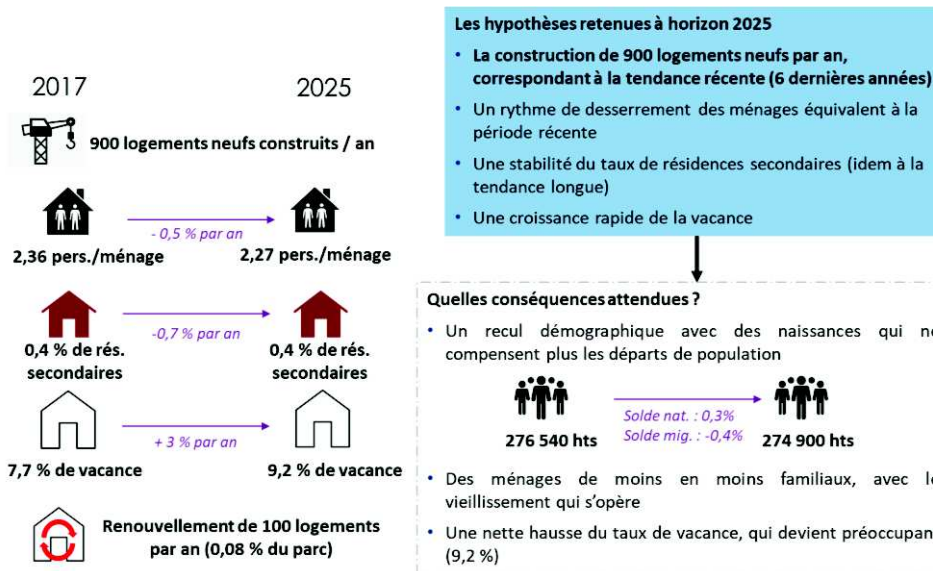 2017
2025
900 logements neufs construits / an
- 0,5 % par an
2,36 pers./ménage
2,27 pers./ménage
-0,7 % par an
0,4 % de rés.
secondaires
0,4 % de rés.
secondaires
+ 3 % par an
7,7 % de vacance
9,2 % de vacance
Renouvellement de 100 logements
par an (0,08 % du parc)
Les hypothèses retenues à horizon 2025
• La construction de 900 logements neufs par an,
correspondant à la tendance récente (6 dernières années)
• Un rythme de desserrement des ménages équivalent à la
période récente
• Une stabilité du taux de résidences secondaires (idem à la
tendance longue)
• Une croissance rapide de la vacance
Quelles conséquences attendues ?
• Un recul démographique avec des naissances qui
compensent plus les départs de population
Solde nat. : 0,3%
Solde mig. : -0,4%
276 540 hts
274 900 hts
• Des ménages de moins en moins familiaux, avec
vieillissement qui s'opère
• Une nette hausse du taux de vacance, qui devient
(9,2 %)